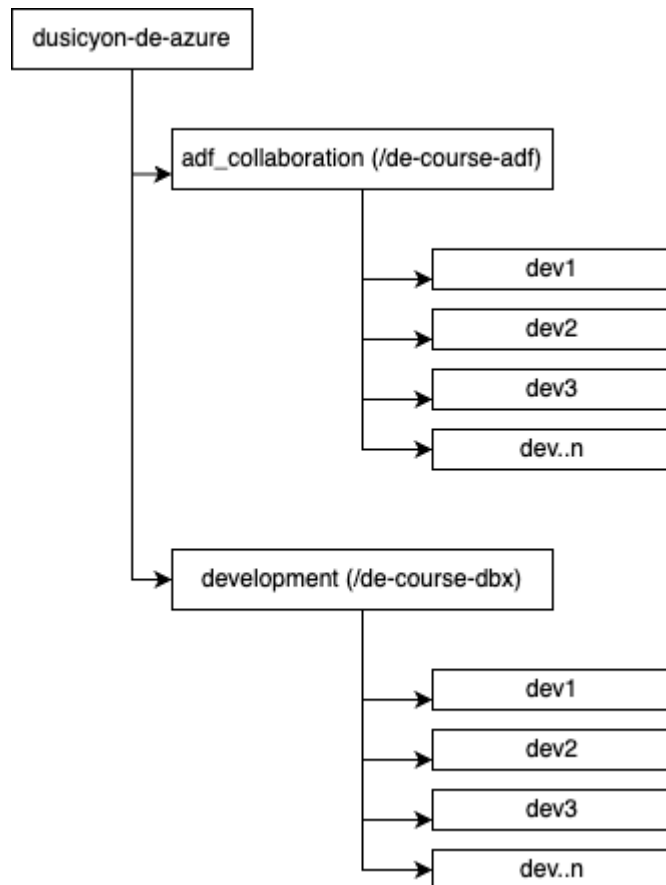 dusicyon-de-azure
adf_collaboration (/de-course-adf)
dev1
dev2
dev3
dev..n
development (/de-course-dbx)
dev1
dev2
dev3
dev..n